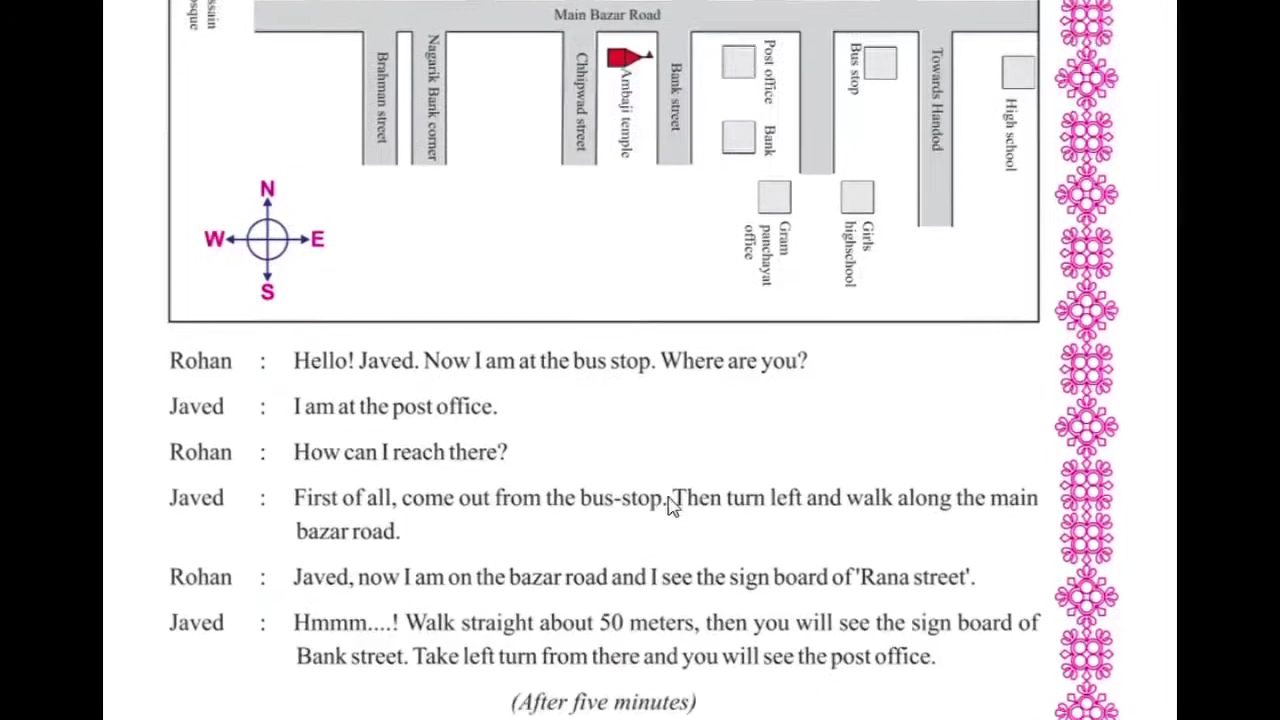 ssain
osque
Main Bazar Road
Brahman street
Nagarik Bank corner
Chhipwad street
Ambaji temple
Bank street
Post office
Bank
Bus stop
Towards Handod
High school
Gram
panchayat
office
Girls
highschool
N
W E
S
Rohan : Hello! Javed. Now I am at the bus stop. Where are you?
Javed : I am at the post office.
Rohan : How can I reach there?
Javed : First of all, come out from the bus-stop. Then turn left and walk along the main
bazar road.
Rohan : Javed, now I am on the bazar road and I see the sign board of 'Rana street'.
Javed : Hmmm....! Walk straight about 50 meters, then you will see the sign board of
Bank street. Take left turn from there and you will see the post office.
(After five minutes)